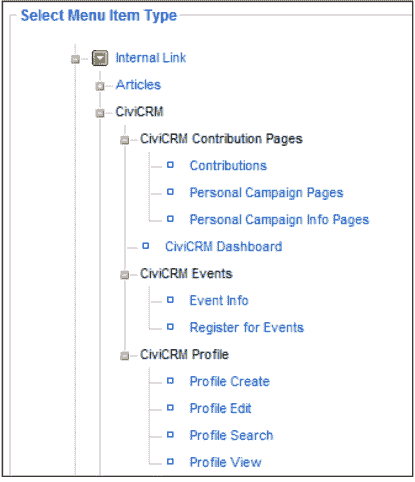 Select Menu Item Type
Internal Link
Articles
CiviCRM
CiviCRM Contribution Pages
Contributions
Personal Campaign Pages
Personal Campaign Info Pages
CiviCRM Dashboard
CiviCRM Events
Event Info
Register for Events
CiviCRM Profile
Profile Create
Profile Edit
Profile Search
Profile View